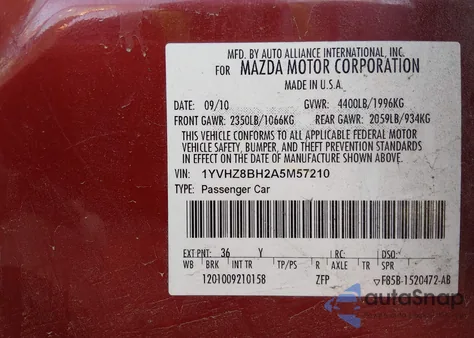 MFD. BY AUTO ALLIANCE INTERNATIONAL, INC.
FOR MAZDA MOTOR CORPORATION
MADE IN U.S.A.
DATE: 09/10 GVWR: 4400LB/1996KG
FRONT GAWR: 2350LB/1066KG REAR GAWR: 2059LB/934KG
THIS VEHICLE CONFORMS TO ALL APPLICABLE FEDERAL MOTOR
VEHICLE SAFETY, BUMPER, AND THEFT PREVENTION STANDARDS
IN EFFECT ON THE DATE OF MANUFACTURE SHOWN ABOVE.
VIN: 1YVHZ8BH2A5M57210
TYPE: Passenger Car
EXT PNT: 36 Y RC: DSO:
WB BRK INT TR TP/PS R AXLE TR SPR
1201009210158 ZFP ▽F85B-1520472-AB
autoSnap